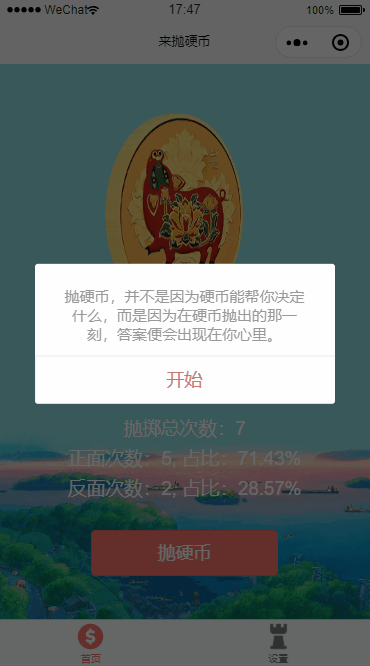 WeChat 17:47 100%
来抛硬币
抛硬币，并不是因为硬币能帮你决定
什么，而是因为在硬币抛出的那一
刻，答案便会出现在你心里。
开始
抛掷总次数：7
正面次数：5, 占比：71.43%
反面次数：2, 占比：28.57%
抛硬币
首页 设置